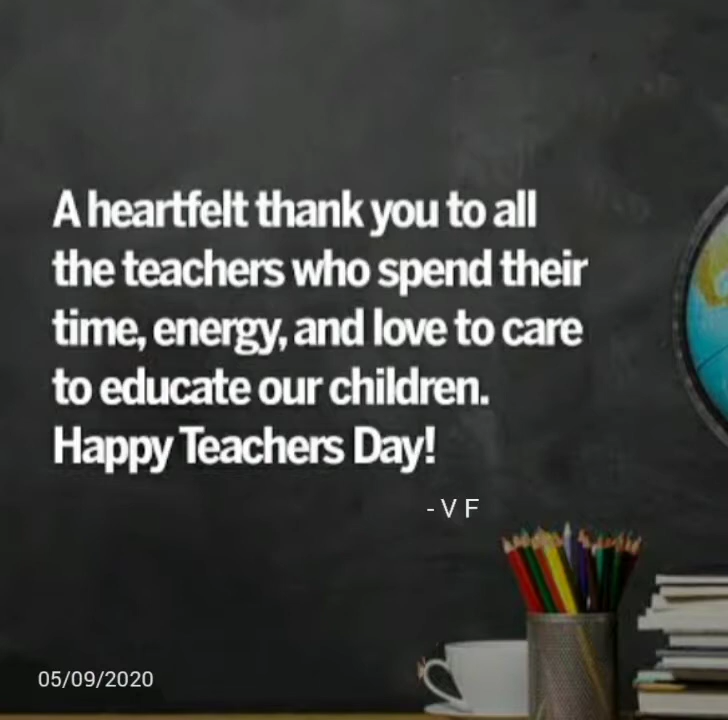 A heartfelt thank you to all
the teachers who spend their
time, energy, and love to care
to educate our children.
Happy Teachers Day!
- V F
05/09/2020